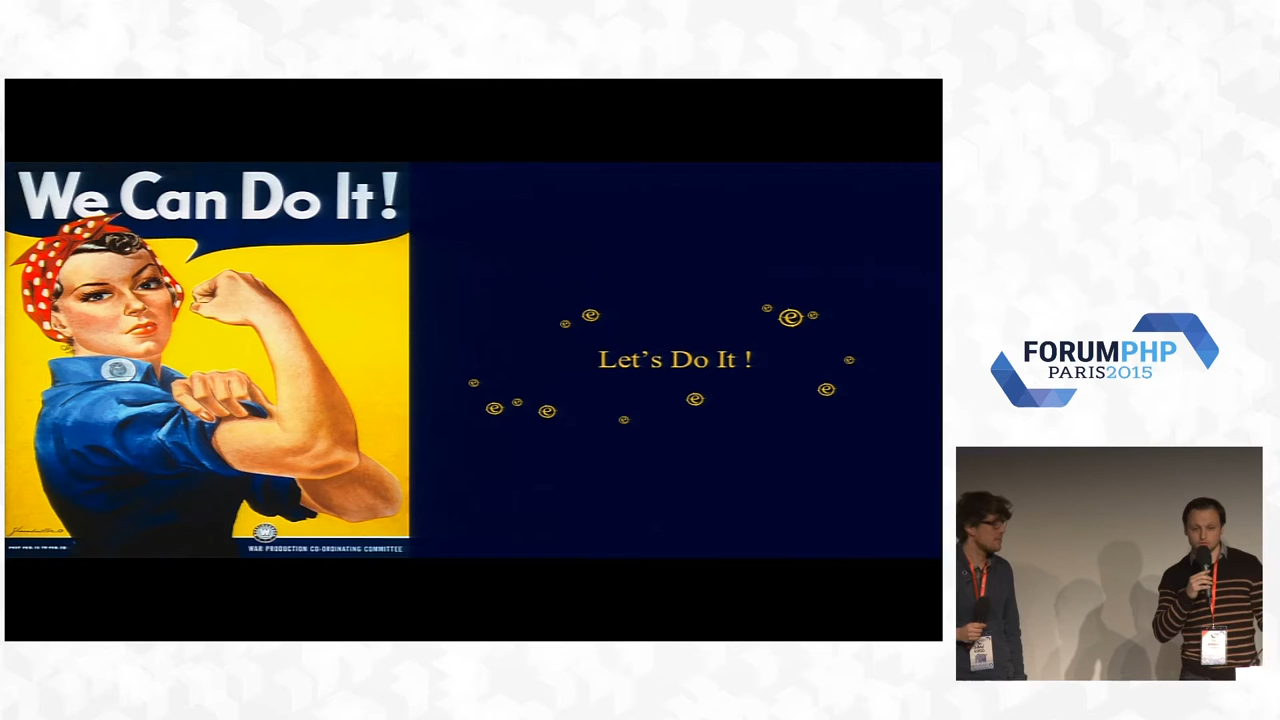 We Can Do It!
WAR PRODUCTION CO-ORDINATING COMMITTEE
Let's Do It !
FORUMPHP
PARIS2015